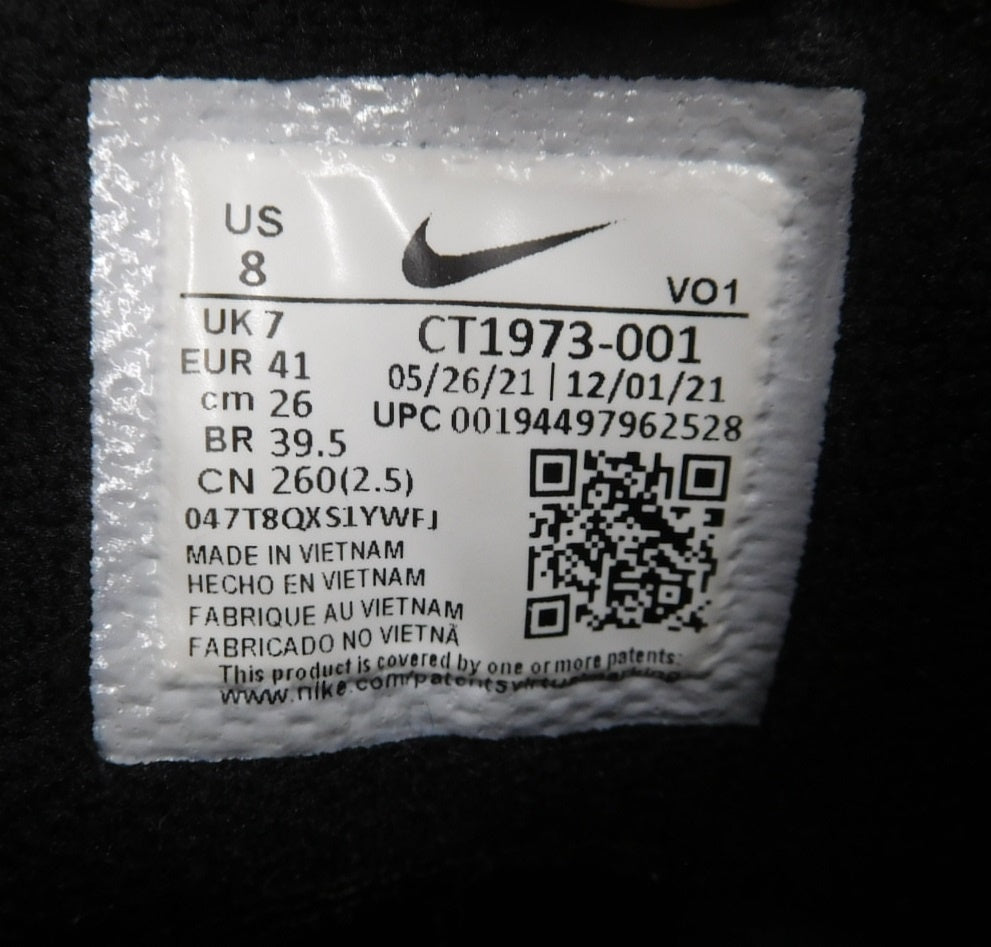 US
8
VO1
UK 7
EUR 41
cm 26
BR 39.5
CN 260(2.5)
CT1973-001
05/26/21 | 12/01/21
UPC 00194497962528
047T8QXS1YWFJ
MADE IN VIETNAM
HECHO EN VIETNAM
FABRIQUE AU VIETNAM
FABRICADO NO VIETNÃ
This product is covered by one or more patents:
www.nike.com/patentsvirtualmarking